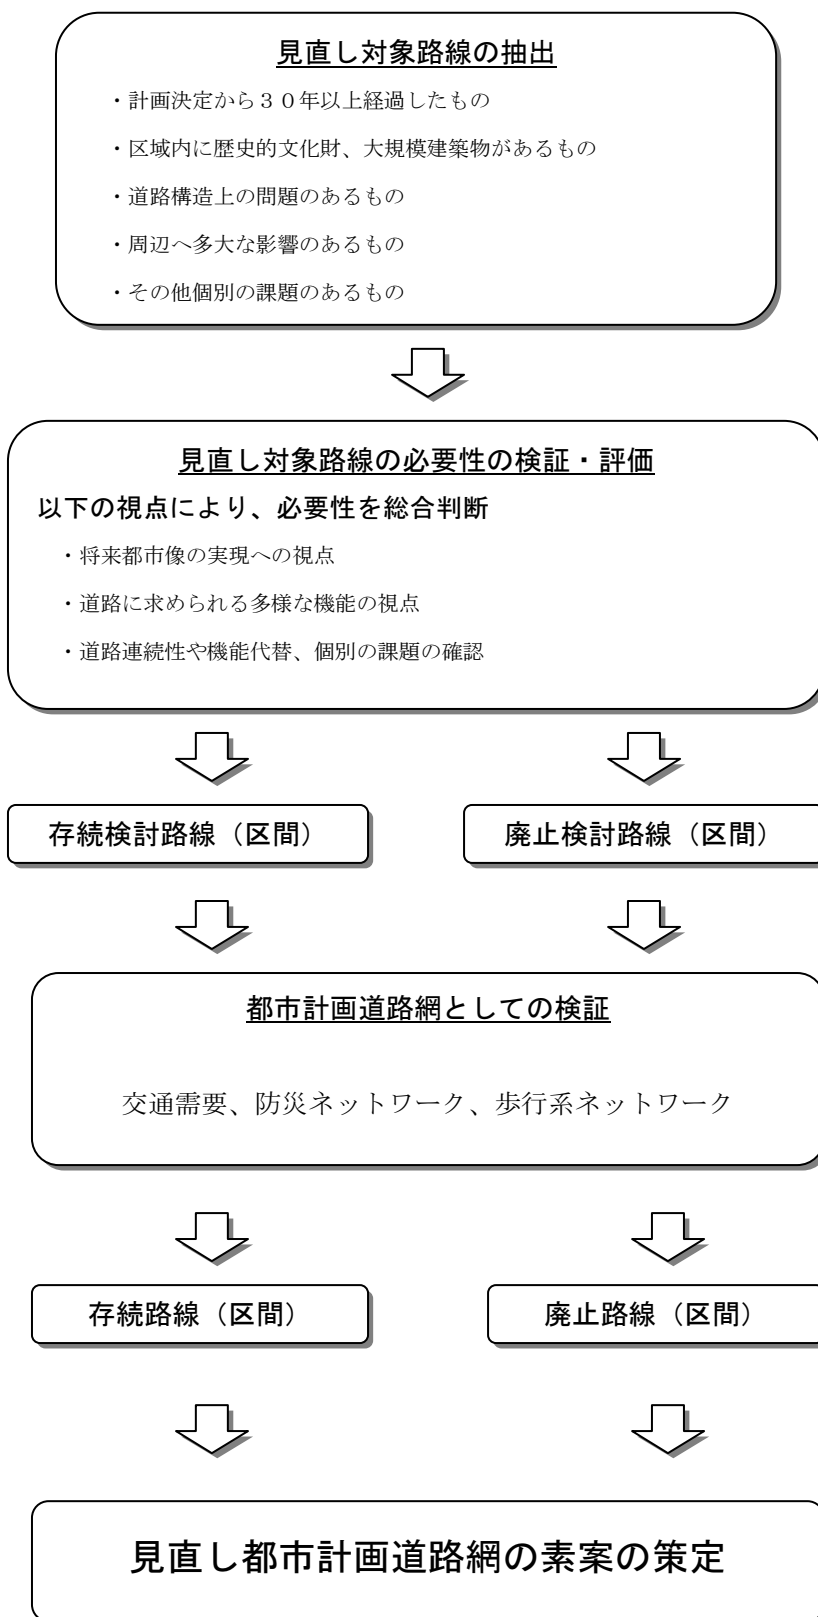 見直し対象路線の抽出
・計画決定から３０年以上経過したもの
・区域内に歴史的文化財、大規模建築物があるもの
・道路構造上の問題のあるもの
・周辺へ多大な影響のあるもの
・その他個別の課題のあるもの
見直し対象路線の必要性の検証・評価
以下の視点により、必要性を総合判断
・将来都市像の実現への視点
・道路に求められる多様な機能の視点
・道路連続性や機能代替、個別の課題の確認
存続検討路線（区間）
廃止検討路線（区間）
都市計画道路網としての検証
交通需要、防災ネットワーク、歩行系ネットワーク
存続路線（区間）
廃止路線（区間）
見直し都市計画道路網の素案の策定